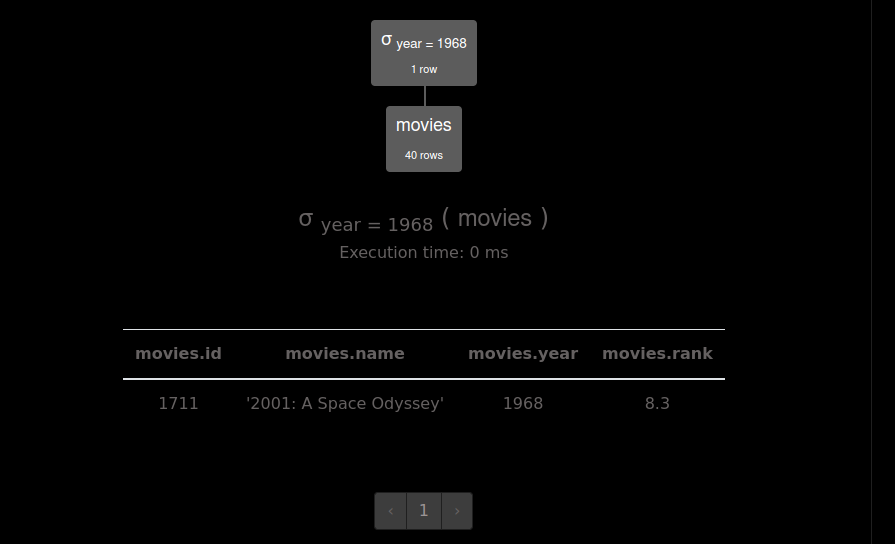 σ year = 1968
1 row
movies
40 rows
σ year = 1968 ( movies )
Execution time: 0 ms
movies.id movies.name movies.year movies.rank
1711 '2001: A Space Odyssey' 1968 8.3
‹ 1 ›